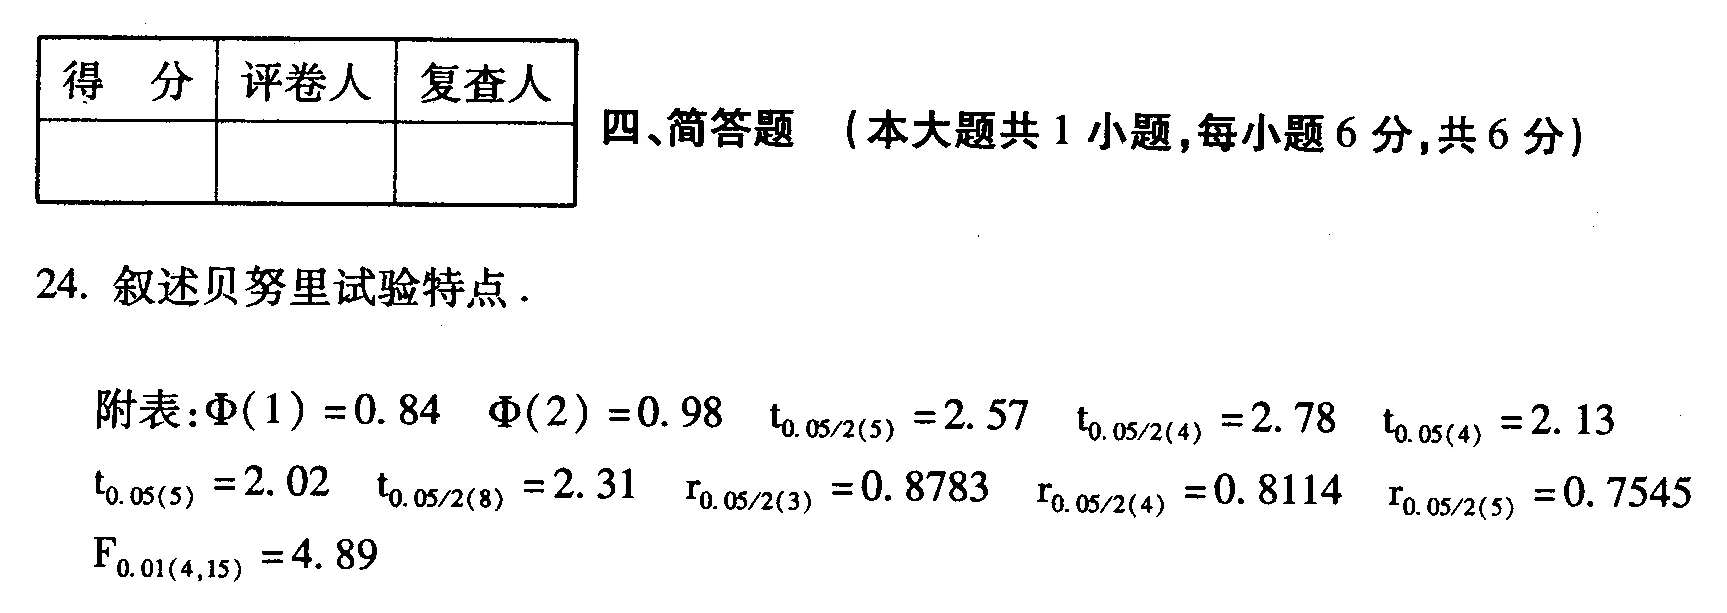 得 分 评卷人 复查人
四、简答题 (本大题共 1 小题,每小题 6 分,共 6 分)
24. 叙述贝努里试验特点.
附表:Φ(1) =0. 84 Φ(2) =0. 98 t0. 05/2(5) =2. 57 t0. 05/2(4) =2. 78 t0. 05(4) =2. 13
t0. 05(5) =2. 02 t0. 05/2(8) =2. 31 r0. 05/2(3) =0. 8783 r0. 05/2(4) =0. 8114 r0. 05/2(5) =0. 7545
F0. 01(4,15) =4. 89